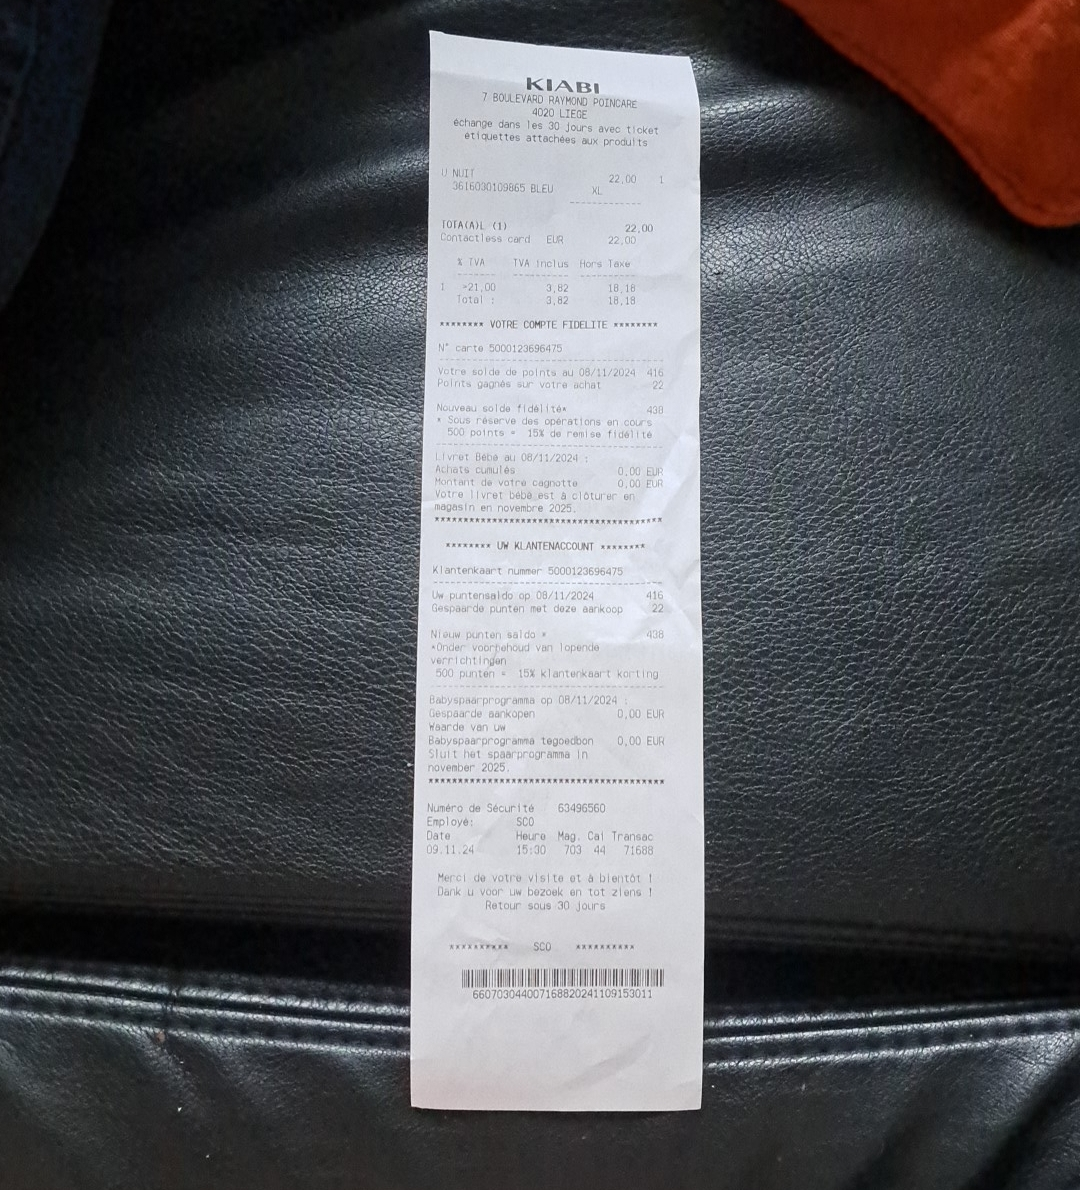 KIABI
7 BOULEVARD RAYMOND POINCARE
4020 LIEGE
échange dans les 30 jours avec ticket
étiquettes attachées aux produits
NUIT 22,00 1
3616030109865 BLEU XL
--------------
TOTA(A)L (1) 22,00
Contactless card EUR 22,00
% TVA TVA Inclus Hors Taxe
1 >21,00 3,82 18,18
Total : 3,82 18,18
******** VOTRE COMPTE FIDELITE ********
N° carte 5000123696475
Votre solde de points au 08/11/2024 416
Points gagnés sur votre achat 22
Nouveau solde fidélité* 438
* Sous réserve des opérations en cours
500 points = 15% de remise fidélité
Livret Bébé au 08/11/2024 :
Achats cumulés 0,00 EUR
Montant de votre cagnotte 0,00 EUR
Votre livret bébé est à clôturer en
magasin en novembre 2025.
****************************************
******** UW KLANTENACCOUNT ********
Klantenkaart nummer 5000123696475
Uw puntensaldo op 08/11/2024 416
Gespaarde punten met deze aankoop 22
Nieuw punten saldo * 438
*Onder voorbehoud van lopende
verrichtingen
500 punten = 15% klantenkaart korting
Babyspaarprogramma op 08/11/2024 :
Gespaarde aankopen 0,00 EUR
Waarde van uw
Babyspaarprogramma tegoedbon 0,00 EUR
Sluit het spaarprogramma in
november 2025.
****************************************
Numéro de Sécurité 63496560
Employé: SCO
Date Heure Mag. Cai Transac
09.11.24 15:30 703 44 71688
Merci de votre visite et à bientôt !
Dank u voor uw bezoek en tot ziens !
Retour sous 30 jours
********** SCO **********
660703044007168820241109153011